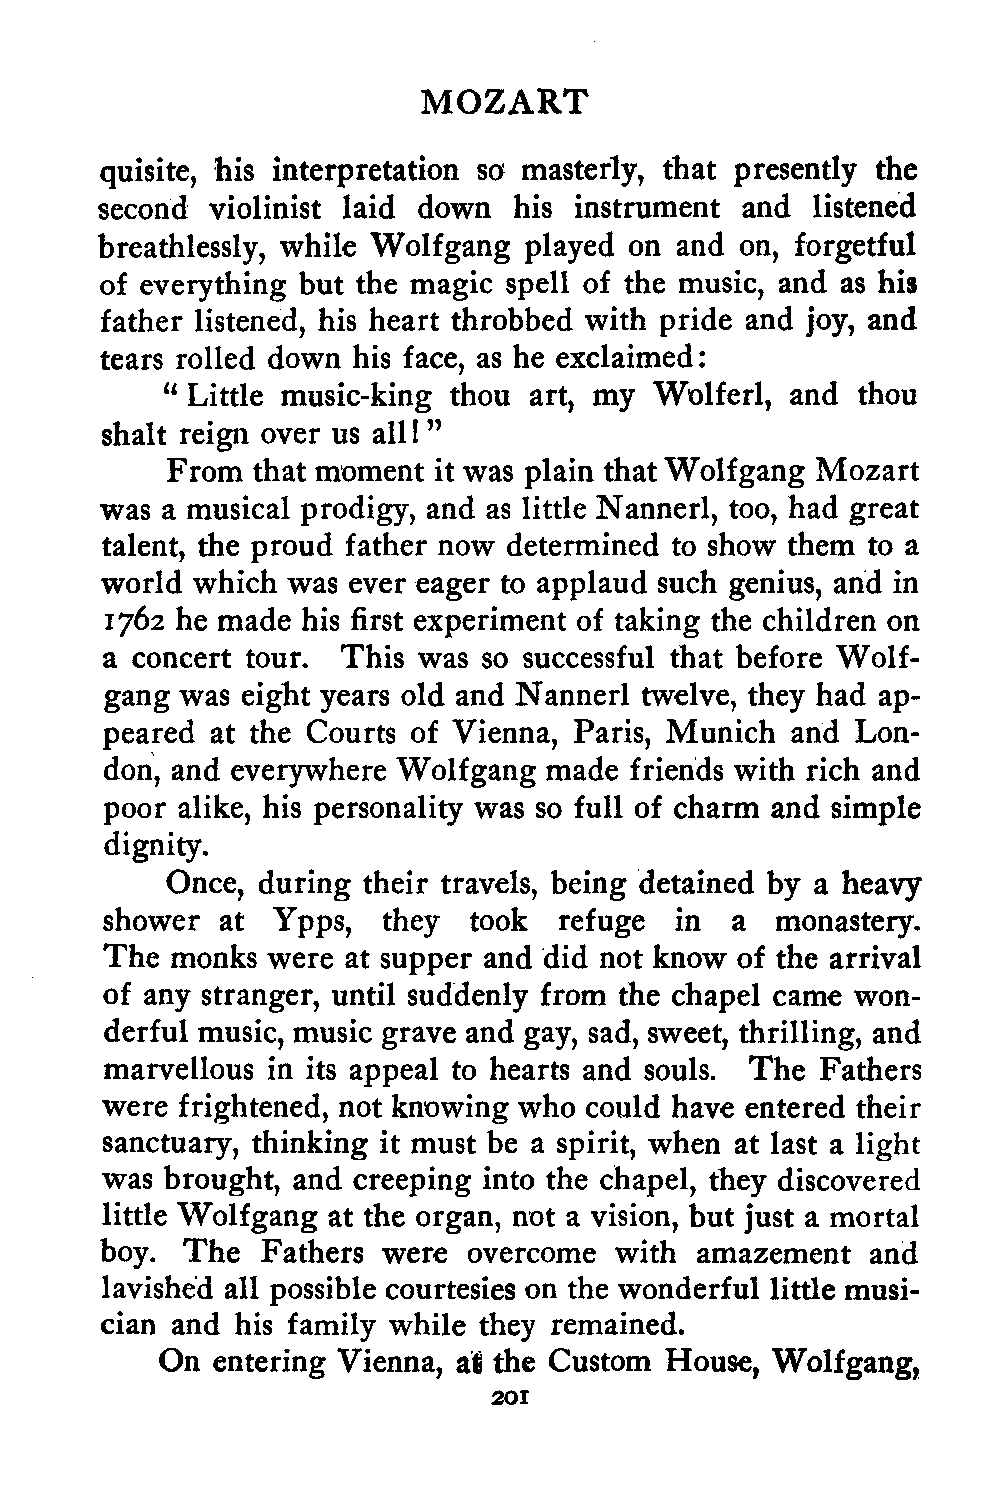 MOZART
quisite, his interpretation so masterly, that presently the
second violinist laid down his instrument and listened
breathlessly, while Wolfgang played on and on, forgetful
of everything but the magic spell of the music, and as his
father listened, his heart throbbed with pride and joy, and
tears rolled down his face, as he exclaimed:
" Little music-king thou art, my Wolferl, and thou
shalt reign over us all! "
From that moment it was plain that Wolfgang Mozart
was a musical prodigy, and as little Nannerl, too, had great
talent, the proud father now determined to show them to a
world which was ever eager to applaud such genius, and in
1762 he made his first experiment of taking the children on
a concert tour. This was so successful that before Wolf-
gang was eight years old and Nannerl twelve, they had ap-
peared at the Courts of Vienna, Paris, Munich and Lon-
don, and everywhere Wolfgang made friends with rich and
poor alike, his personality was so full of charm and simple
dignity.
Once, during their travels, being detained by a heavy
shower at Ypps, they took refuge in a monastery.
The monks were at supper and did not know of the arrival
of any stranger, until suddenly from the chapel came won-
derful music, music grave and gay, sad, sweet, thrilling, and
marvellous in its appeal to hearts and souls. The Fathers
were frightened, not knowing who could have entered their
sanctuary, thinking it must be a spirit, when at last a light
was brought, and creeping into the chapel, they discovered
little Wolfgang at the organ, not a vision, but just a mortal
boy. The Fathers were overcome with amazement and
lavished all possible courtesies on the wonderful little musi-
cian and his family while they remained.
On entering Vienna, at the Custom House, Wolfgang,
201